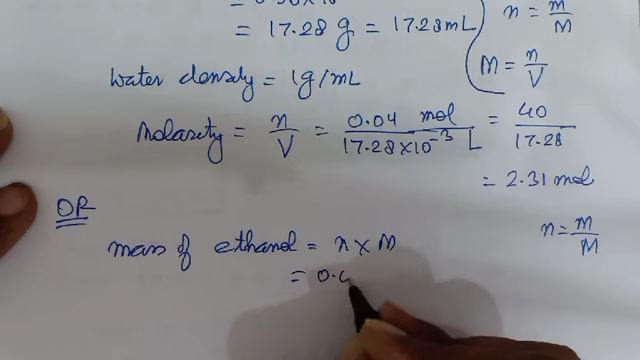 = 17.28 g = 17.28 mL
n = m/M
Water density = 1g/mL
M = n/V
Molarity = n/V = 0.04 mol / 17.28×10⁻³ L = 40/17.28
= 2.31 mol
OR
mass of ethanol = n × M
n = m/M
= 0.0